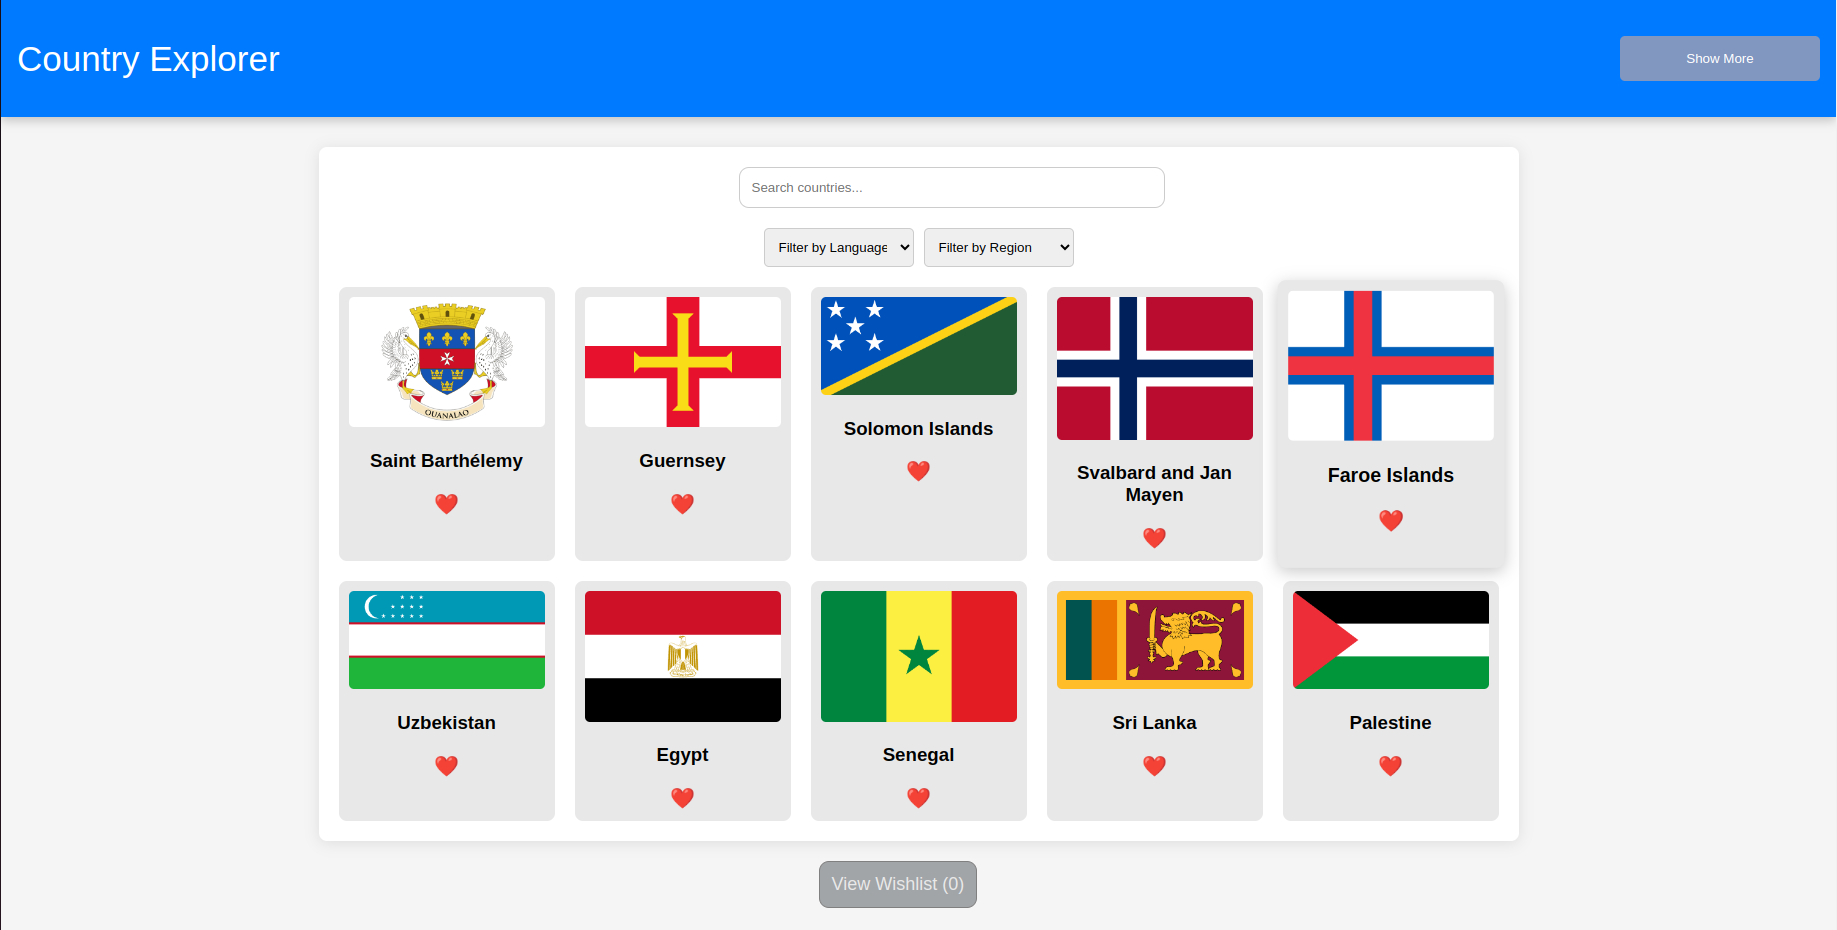 Country Explorer
Show More
Search countries...
Filter by Language
Filter by Region
OUANALAO
Saint Barthélemy
Guernsey
Solomon Islands
Svalbard and Jan
Mayen
Faroe Islands
Uzbekistan
Egypt
Senegal
Sri Lanka
Palestine
View Wishlist (0)